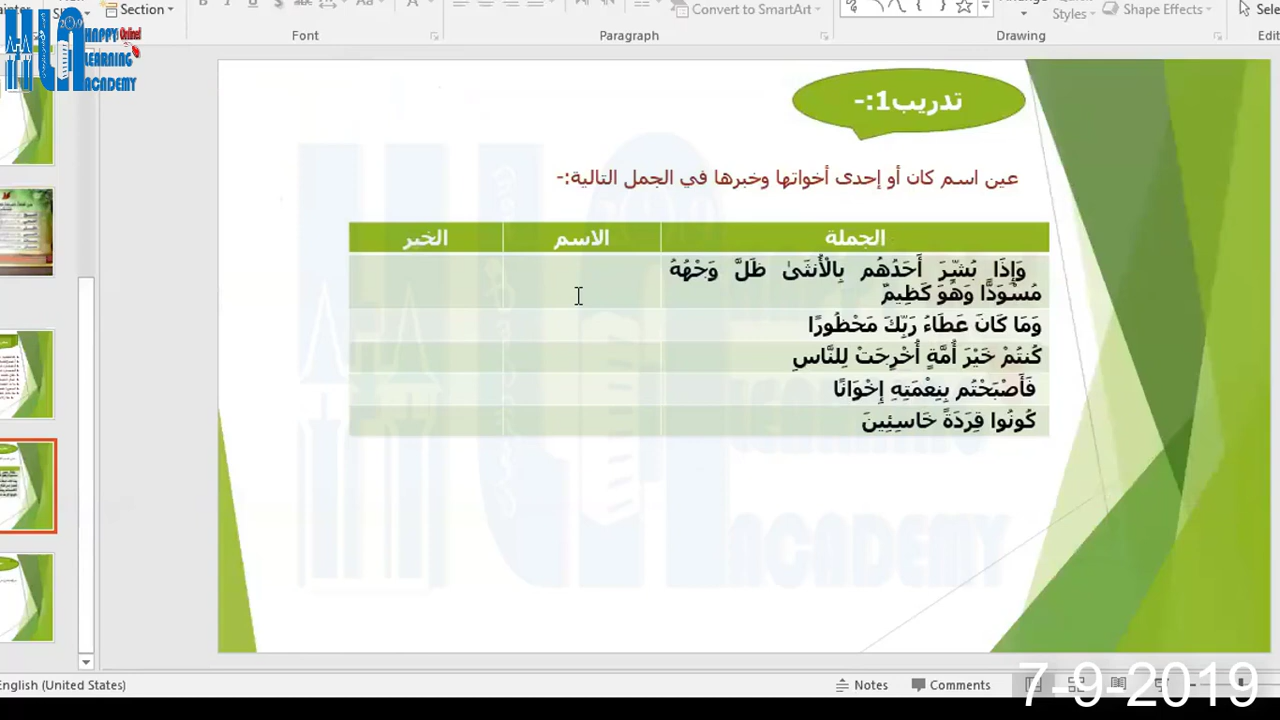 Section
Font
Paragraph
Convert to SmartArt
Drawing
Styles
Shape Effects
HAPPY Online!
LEARNING
ACADEMY
تدريب1:-
عين اسم كان أو إحدى أخواتها وخبرها في الجمل التالية:-
الجملة الاسم الخبر
وَإِذَا بُشِّرَ أَحَدُهُم بِالْأُنثَىٰ ظَلَّ وَجْهُهُ
مُسْوَدًّا وَهُوَ كَظِيمٌ
وَمَا كَانَ عَطَاءُ رَبِّكَ مَحْظُورًا
كُنتُمْ خَيْرَ أُمَّةٍ أُخْرِجَتْ لِلنَّاسِ
فَأَصْبَحْتُم بِنِعْمَتِهِ إِخْوَانًا
كُونُوا قِرَدَةً خَاسِئِينَ
LEARNING
ACADEMY
English (United States)
Notes
Comments
7-9-2019